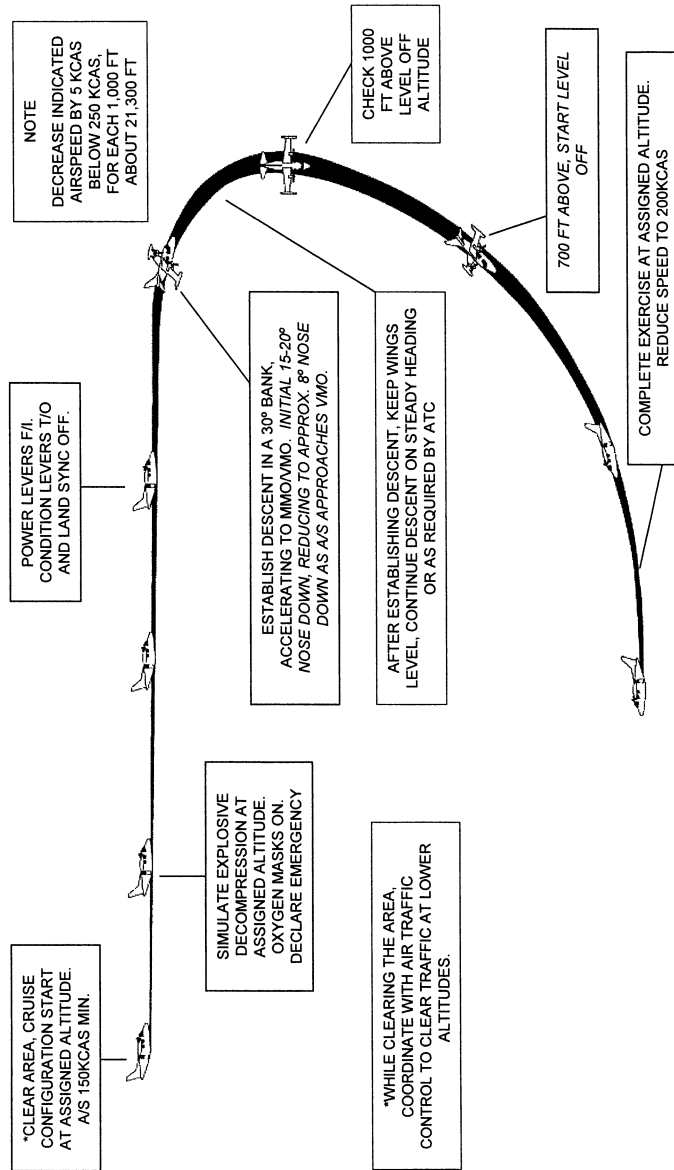 *CLEAR AREA, CRUISE
CONFIGURATION START
AT ASSIGNED ALTITUDE.
A/S 150KCAS MIN.
SIMULATE EXPLOSIVE
DECOMPRESSION AT
ASSIGNED ALTITUDE.
OXYGEN MASKS ON.
DECLARE EMERGENCY
POWER LEVERS F/I.
CONDITION LEVERS T/O
AND LAND SYNC OFF.
NOTE
DECREASE INDICATED
AIRSPEED BY 5 KCAS
BELOW 250 KCAS,
FOR EACH 1,000 FT
ABOUT 21,300 FT
ESTABLISH DESCENT IN A 30º BANK,
ACCELERATING TO MMO/VMO. INITIAL 15-20º
NOSE DOWN, REDUCING TO APPROX. 8º NOSE
DOWN AS A/S APPROACHES VMO.
CHECK 1000
FT ABOVE
LEVEL OFF
ALTITUDE
AFTER ESTABLISHING DESCENT, KEEP WINGS
LEVEL, CONTINUE DESCENT ON STEADY HEADING
OR AS REQUIRED BY ATC
700 FT ABOVE, START LEVEL
OFF
*WHILE CLEARING THE AREA,
COORDINATE WITH AIR TRAFFIC
CONTROL TO CLEAR TRAFFIC AT LOWER
ALTITUDES.
COMPLETE EXERCISE AT ASSIGNED ALTITUDE.
REDUCE SPEED TO 200KCAS